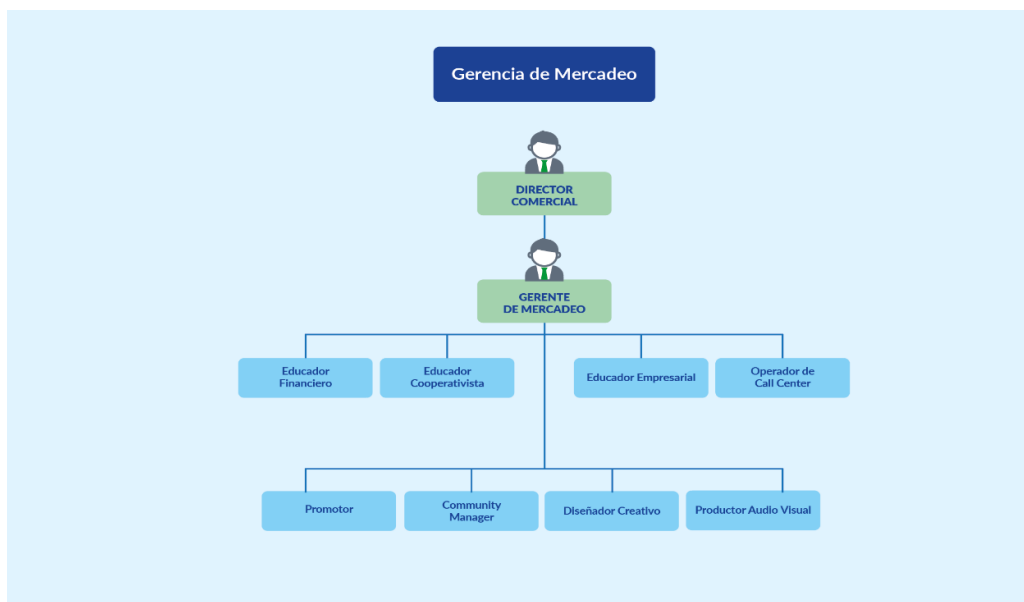 Gerencia de Mercadeo
DIRECTOR
COMERCIAL
GERENTE
DE MERCADEO
Educador
Financiero
Educador
Cooperativista
Educador Empresarial
Operador de
Call Center
Promotor
Community
Manager
Diseñador Creativo
Productor Audio Visual